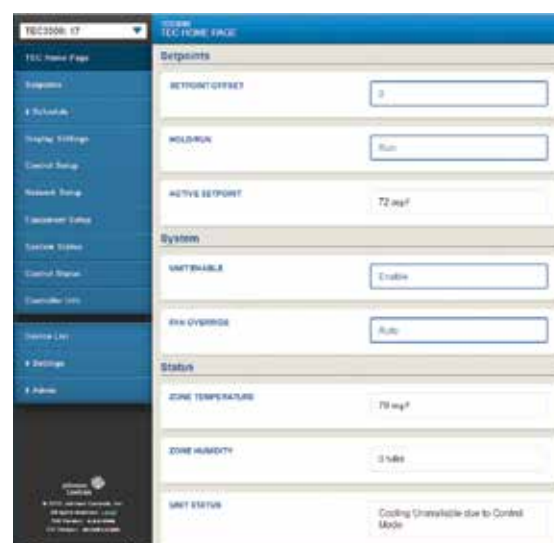 TEC3000: 17
TEC3000
TEC HOME PAGE
TEC Home Page
Setpoints
Schedule
Display Settings
Control Setup
Network Setup
Equipment Setup
System Status
Control Status
Controller Info
Device List
Settings
Admin
Johnson
Controls
Setpoints
SETPOINT OFFSET
0
HOLD/RUN
Run
ACTIVE SETPOINT
72 deg F
System
UNIT ENABLE
Enable
FAN OVERRIDE
Auto
Status
ZONE TEMPERATURE
ZONE HUMIDITY
UNIT STATUS
Cooling Unavailable due to Control
Mode